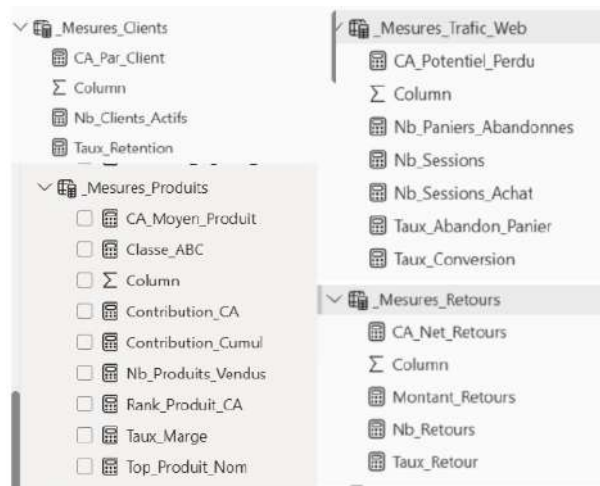 _Mesures_Clients
CA_Par_Client
Column
Nb_Clients_Actifs
Taux_Retention
_Mesures_Produits
CA_Moyen_Produit
Classe_ABC
Column
Contribution_CA
Contribution_Cumul
Nb_Produits_Vendus
Rank_Produit_CA
Taux_Marge
Top_Produit_Nom
_Mesures_Trafic_Web
CA_Potentiel_Perdu
Column
Nb_Paniers_Abandonnes
Nb_Sessions
Nb_Sessions_Achat
Taux_Abandon_Panier
Taux_Conversion
_Mesures_Retours
CA_Net_Retours
Column
Montant_Retours
Nb_Retours
Taux_Retour